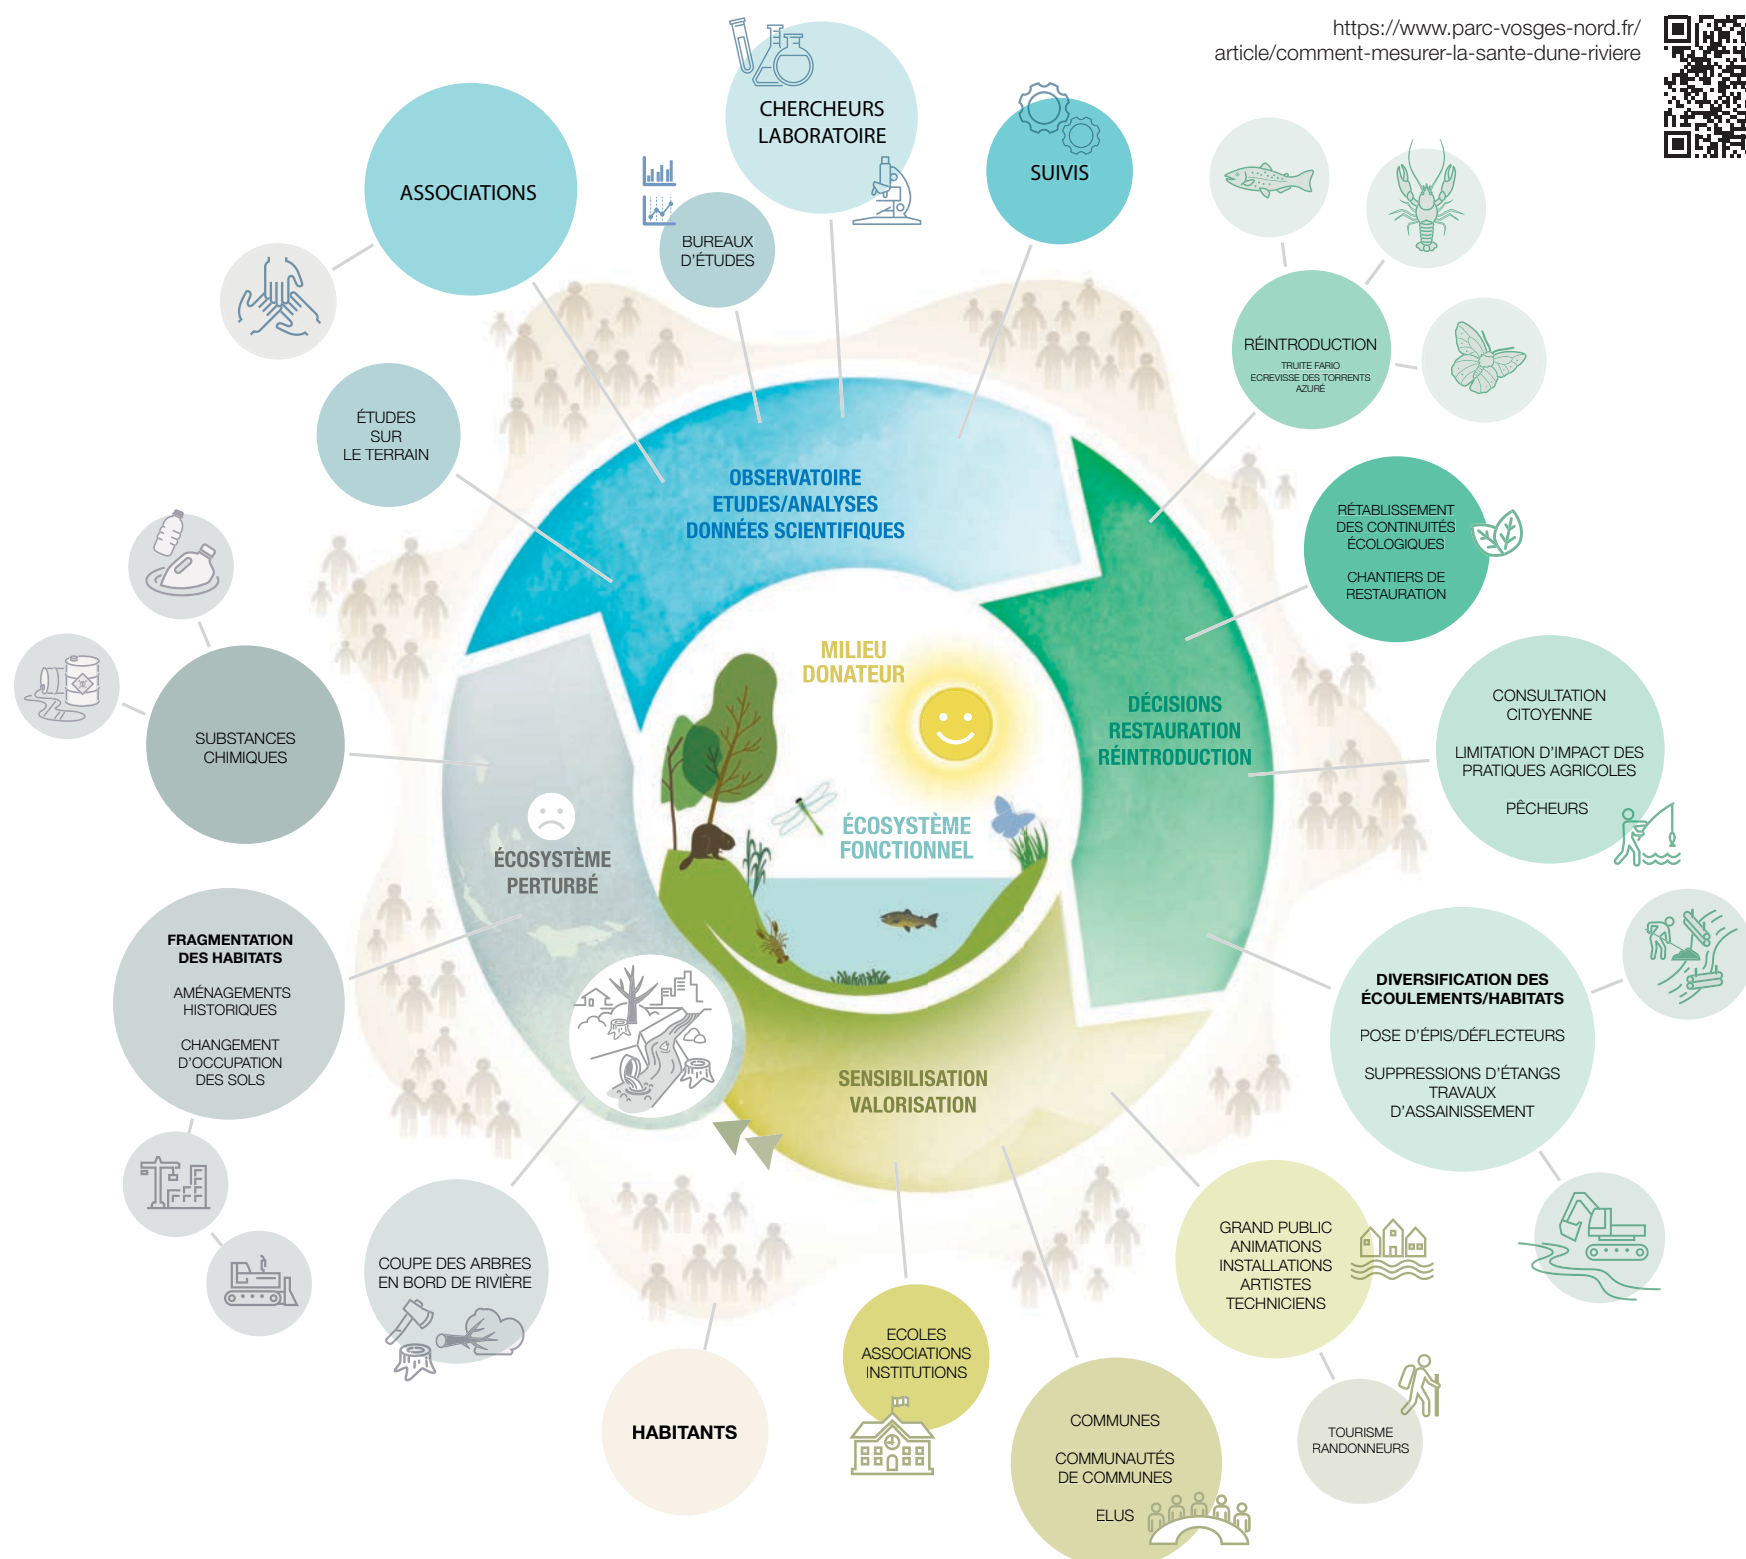 https://www.parc-vosges-nord.fr/
article/comment-mesurer-la-sante-dune-riviere
CHERCHEURS
LABORATOIRE
SUIVIS
ASSOCIATIONS
BUREAUX
D'ÉTUDES
RÉINTRODUCTION
TRUITE FARIO
ECREVISSE DES TORRENTS
AZURÉ
ÉTUDES
SUR
LE TERRAIN
OBSERVATOIRE
ETUDES/ANALYSES
DONNÉES SCIENTIFIQUES
RÉTABLISSEMENT
DES CONTINUITÉS
ÉCOLOGIQUES
CHANTIERS DE
RESTAURATION
MILIEU
DONATEUR
DÉCISIONS
RESTAURATION
RÉINTRODUCTION
CONSULTATION
CITOYENNE
LIMITATION D'IMPACT DES
PRATIQUES AGRICOLES
PÊCHEURS
SUBSTANCES
CHIMIQUES
ÉCOSYSTÈME
FONCTIONNEL
ÉCOSYSTÈME
PERTURBÉ
FRAGMENTATION
DES HABITATS
AMÉNAGEMENTS
HISTORIQUES
CHANGEMENT
D'OCCUPATION
DES SOLS
DIVERSIFICATION DES
ÉCOULEMENTS/HABITATS
POSE D'ÉPIS/DÉFLECTEURS
SUPPRESSIONS D'ÉTANGS
TRAVAUX
D'ASSAINISSEMENT
SENSIBILISATION
VALORISATION
COUPE DES ARBRES
EN BORD DE RIVIÈRE
GRAND PUBLIC
ANIMATIONS
INSTALLATIONS
ARTISTES
TECHNICIENS
HABITANTS
ECOLES
ASSOCIATIONS
INSTITUTIONS
COMMUNES
COMMUNAUTÉS
DE COMMUNES
ELUS
TOURISME
RANDONNEURS